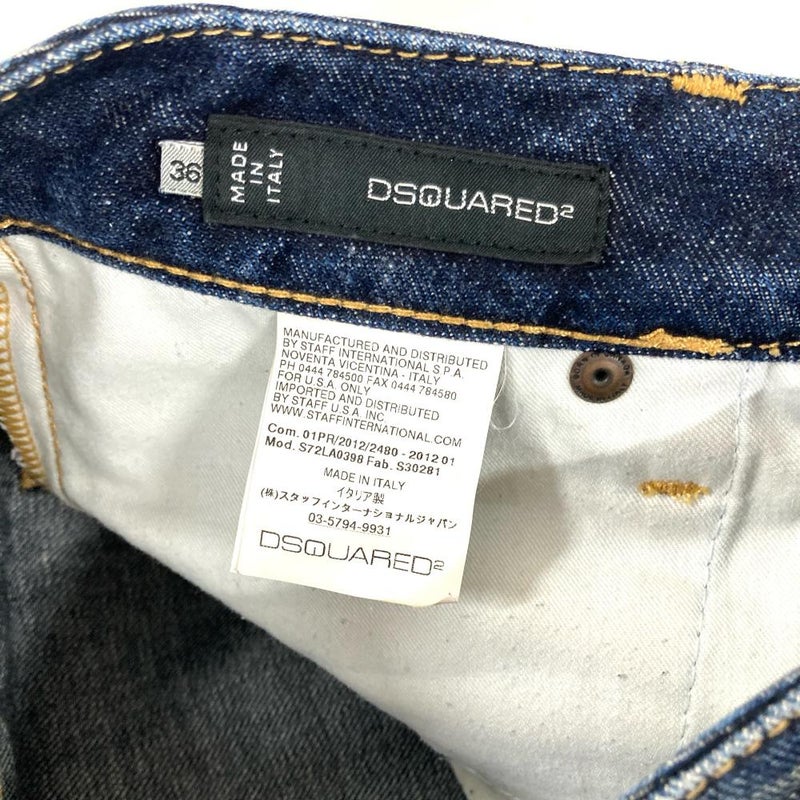 36
MADE
IN
ITALY
DSQUARED²
MANUFACTURED AND DISTRIBUTED
BY STAFF INTERNATIONAL S.P.A.
NOVENTA VICENTINA - ITALY
PH 0444 784500 FAX 0444 784580
FOR U.S.A. ONLY
IMPORTED AND DISTRIBUTED
BY STAFF U.S.A. INC
WWW.STAFFINTERNATIONAL.COM
Com. 01PR/2012/2480 - 2012 01
Mod. S72LA0398 Fab. S30281
MADE IN ITALY
イタリア製
(株)スタッフインターナショナルジャパン
03-5794-9931
DSQUARED²